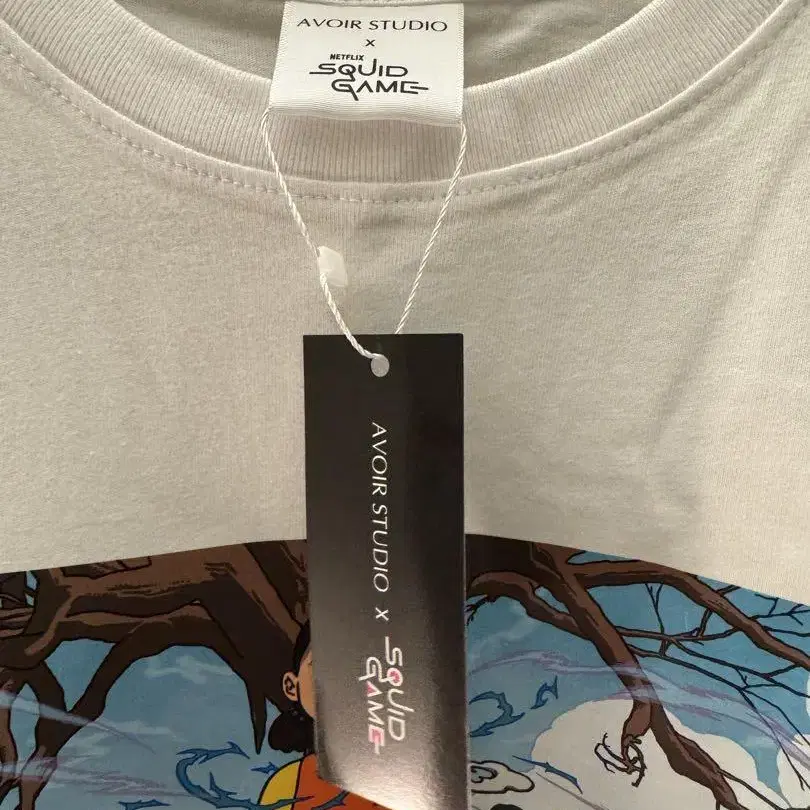 AVOIR STUDIO
x
NETFLIX
SQUID
GAME
AVOIR STUDIO x SQUID
GAME